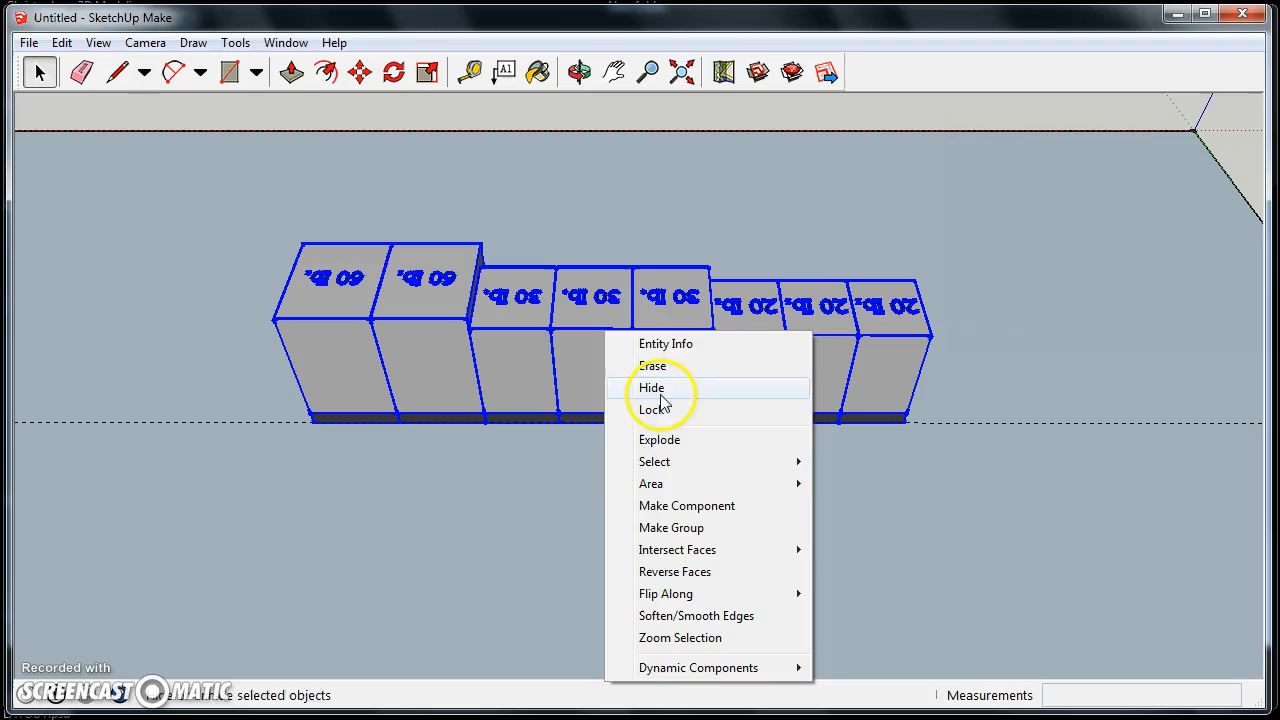 Untitled - SketchUp Make
File Edit View Camera Draw Tools Window Help
A1
60 lb. 60 lb. 30 lb. 30 lb. 30 lb. 20 lb. 20 lb. 20 lb.
Entity Info
Erase
Hide
Lock
Explode
Select
Area
Make Component
Make Group
Intersect Faces
Reverse Faces
Flip Along
Soften/Smooth Edges
Zoom Selection
Dynamic Components
Recorded with
SCREENCAST MATIC
selected objects
Measurements